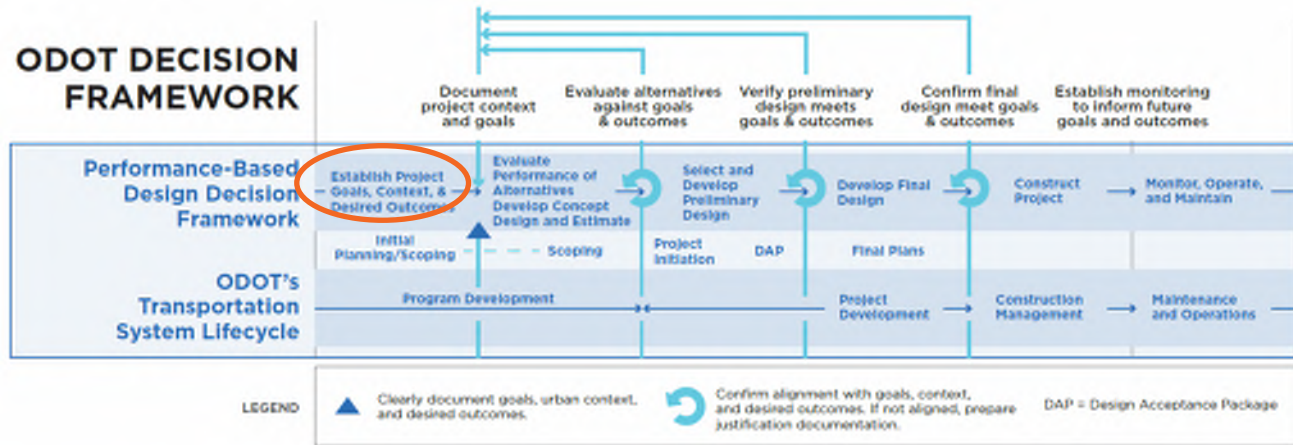 ODOT DECISION
FRAMEWORK
Document
project context
and goals
Evaluate alternatives
against goals
& outcomes
Verify preliminary
design meets
goals & outcomes
Confirm final
design meet goals
& outcomes
Establish monitoring
to inform future
goals and outcomes
Performance-Based
Design Decision
Framework
Establish Project
Goals, Context, &
Desired Outcomes
Evaluate
Performance of
Alternatives
Develop Concept
Design and Estimate
Select and
Develop
Preliminary
Design
Develop Final
Design
Construct
Project
Monitor, Operate,
and Maintain
Initial
Planning/Scoping
Scoping
Project
Initiation
DAP
Final Plans
ODOT's
Transportation
System Lifecycle
Program Development
Project
Development
Construction
Management
Maintenance
and Operations
LEGEND
Clearly document goals, urban context,
and desired outcomes.
Confirm alignment with goals, context,
and desired outcomes. If not aligned, prepare
justification documentation.
DAP = Design Acceptance Package